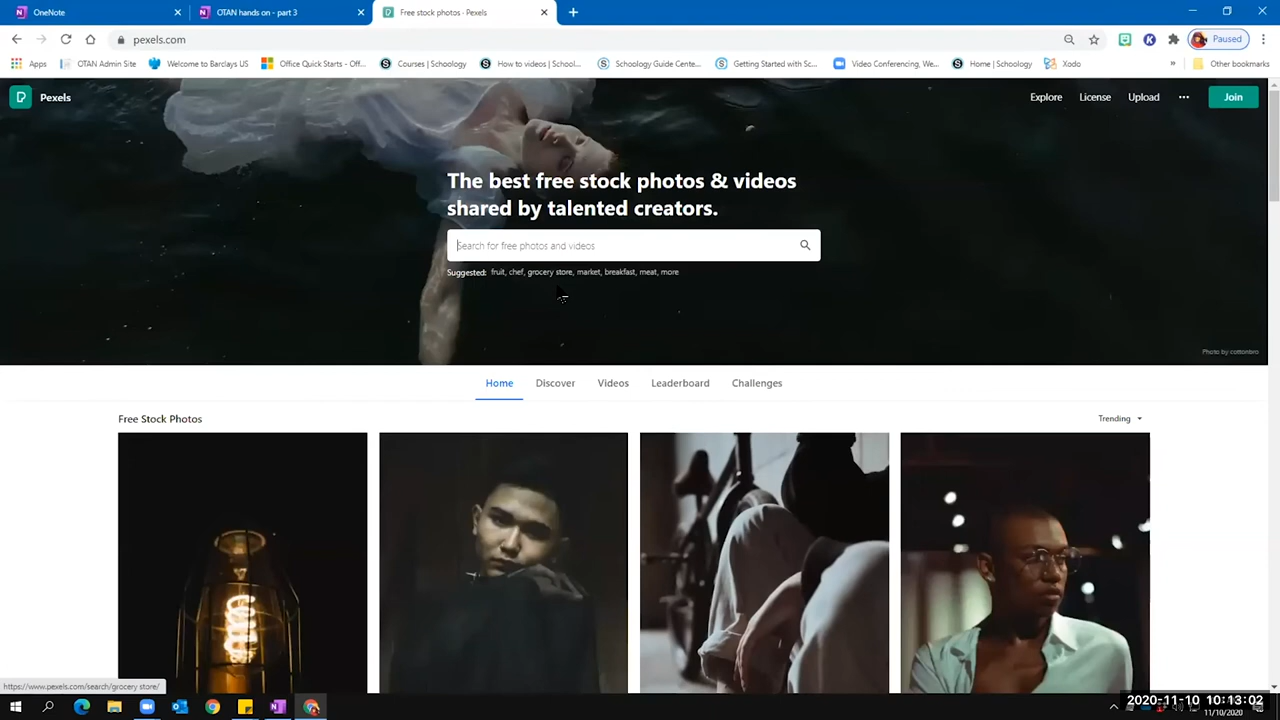 OneNote
OTAN hands on - part 3
Free stock photos · Pexels
pexels.com
Paused
Apps
OTAN Admin Site
Welcome to Barclays US
Office Quick Starts - Off...
Courses | Schoology
How to videos | School...
Schoology Guide Cente...
Getting Started with Sc...
Video Conferencing, We...
Home | Schoology
Xodo
»
Other bookmarks
Pexels
Explore
License
Upload
Join
The best free stock photos & videos
shared by talented creators.
Search for free photos and videos
Suggested: fruit, chef, grocery store, market, breakfast, meat, more
Photo by cottonbro
Home
Discover
Videos
Leaderboard
Challenges
Free Stock Photos
Trending
https://www.pexels.com/search/grocery store/
2020-11-10 10:13:02
11/10/2020